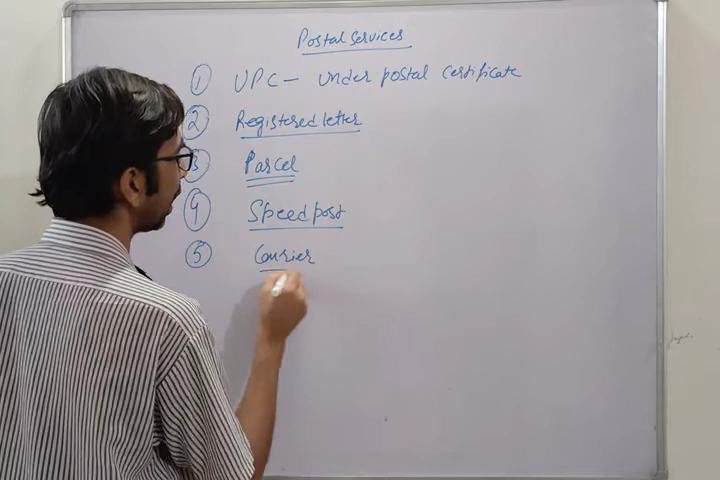 Postal Services
① UPC - Under postal certificate
② Registered letter
③ Parcel
④ Speed post
⑤ Courier